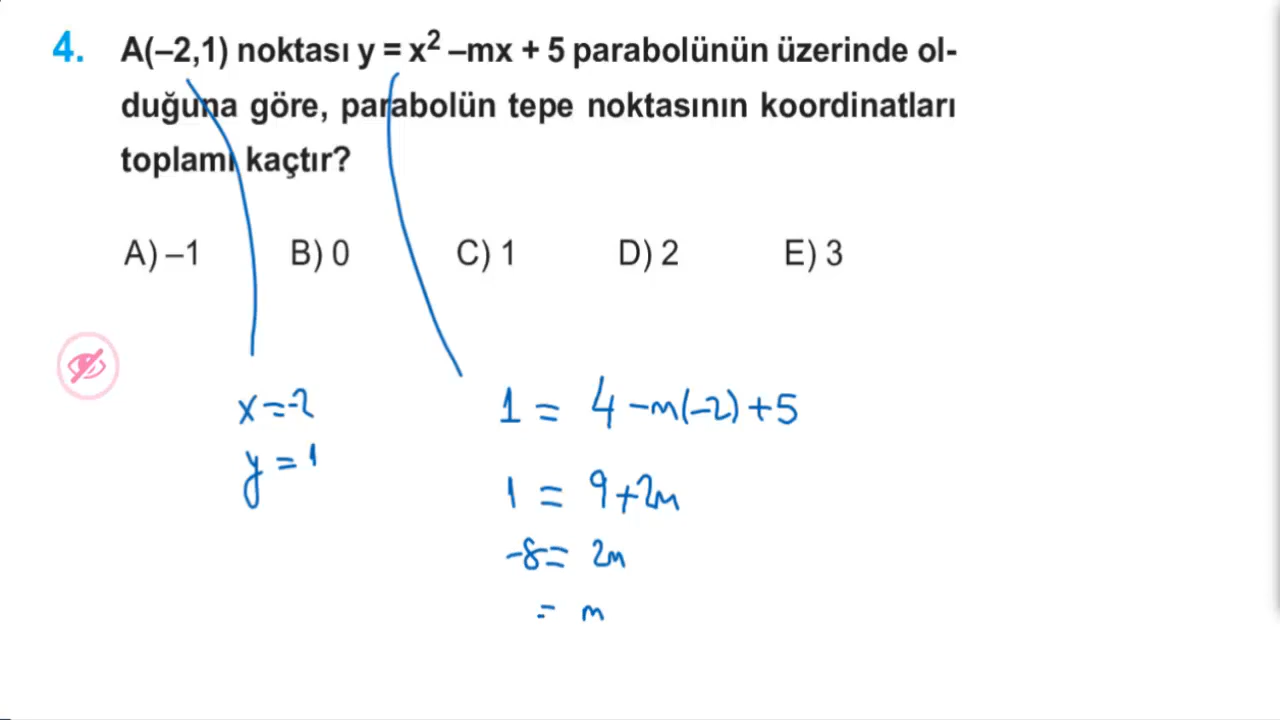 4. A(–2,1) noktası y = x² –mx + 5 parabolünün üzerinde ol-
duğuna göre, parabolün tepe noktasının koordinatları
toplamı kaçtır?
A) –1 B) 0 C) 1 D) 2 E) 3
x = -2 1 = 4 -m(-2) +5
y = 1
1 = 9+2m
-8 = 2m
= m